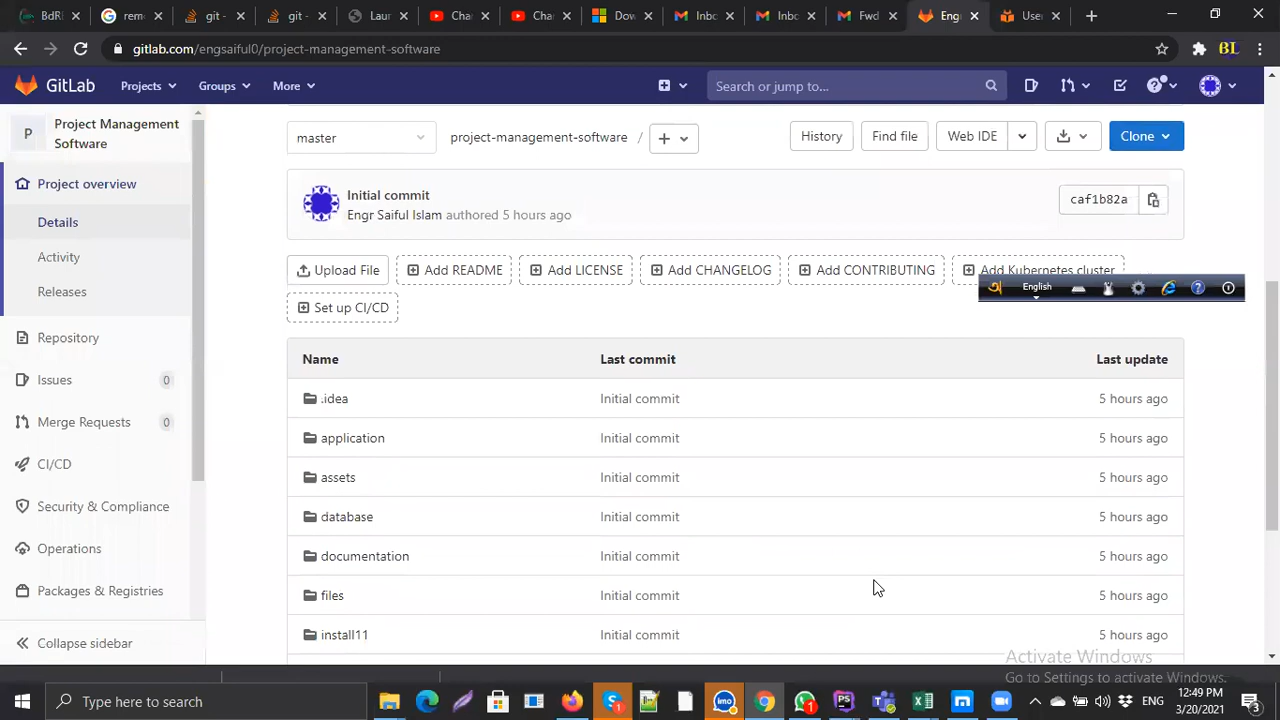 BdRE
rem
git -
git -
Laur
Cha
Cha
Dow
Inbo
Inbo
Fwd
Eng
User
gitlab.com/engsaiful0/project-management-software
BL
GitLab Projects Groups More
Search or jump to...
P Project Management Software
Project overview
Details
Activity
Releases
Repository
Issues 0
Merge Requests 0
CI/CD
Security & Compliance
Operations
Packages & Registries
Collapse sidebar
master
project-management-software /
History
Find file
Web IDE
Clone
Initial commit
Engr Saiful Islam authored 5 hours ago
caf1b82a
Upload File
Add README
Add LICENSE
Add CHANGELOG
Add CONTRIBUTING
Add Kubernetes cluster
Set up CI/CD
English
Name Last commit Last update
.idea Initial commit 5 hours ago
application Initial commit 5 hours ago
assets Initial commit 5 hours ago
database Initial commit 5 hours ago
documentation Initial commit 5 hours ago
files Initial commit 5 hours ago
install11 Initial commit 5 hours ago
Activate Windows
Go to Settings to activate Windows.
Type here to search
ENG
12:49 PM
3/20/2021